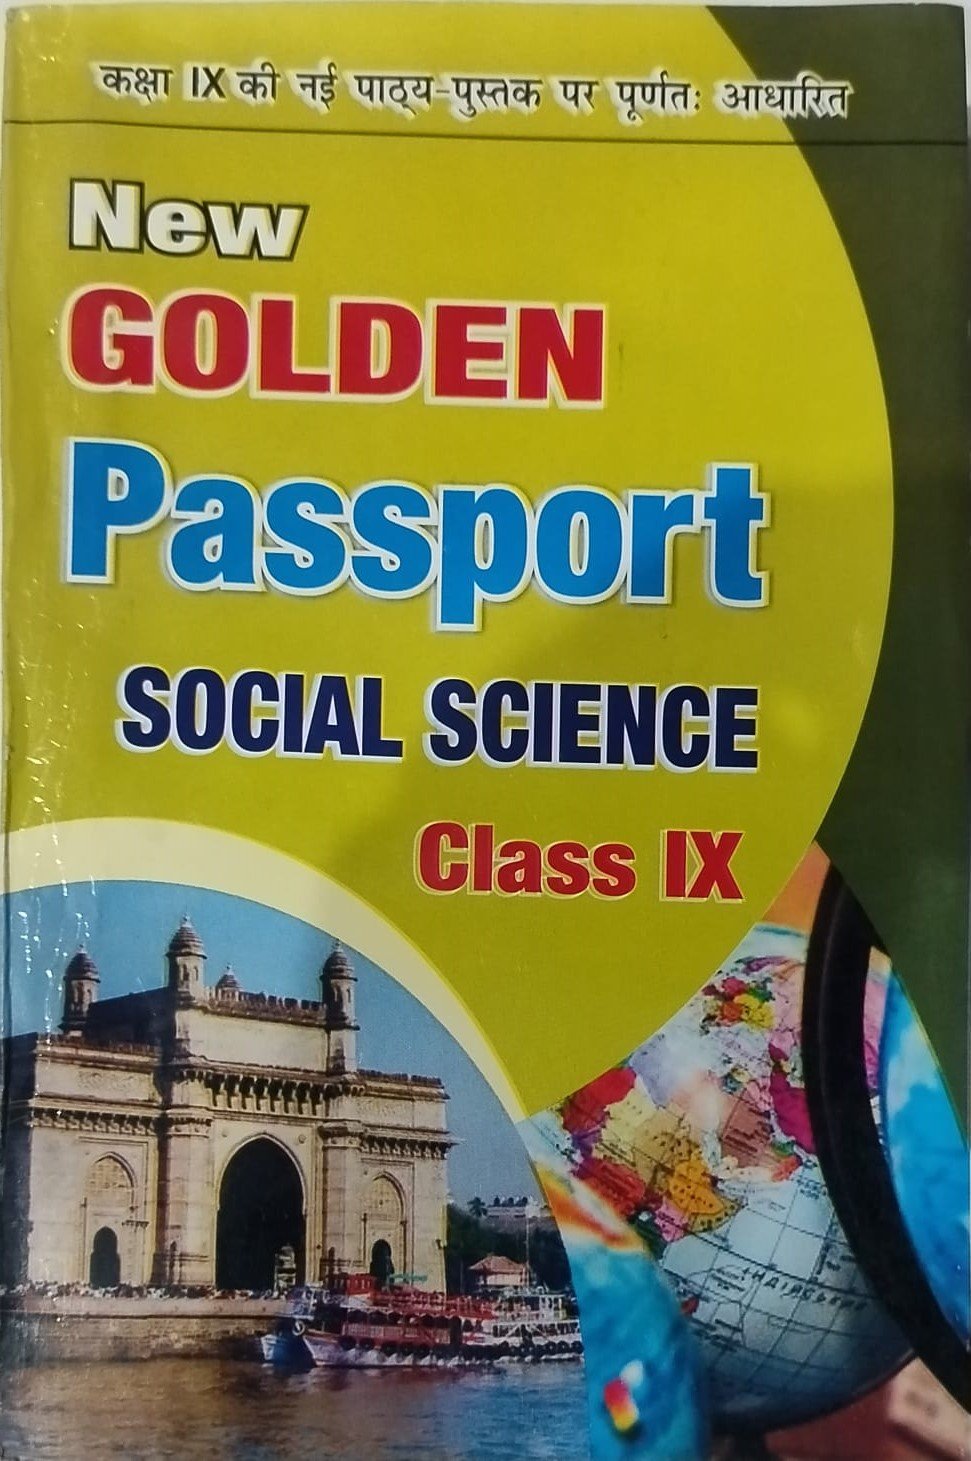 कक्षा IX की नई पाठ्य-पुस्तक पर पूर्णतः आधारित
New
GOLDEN
Passport
SOCIAL SCIENCE
Class IX